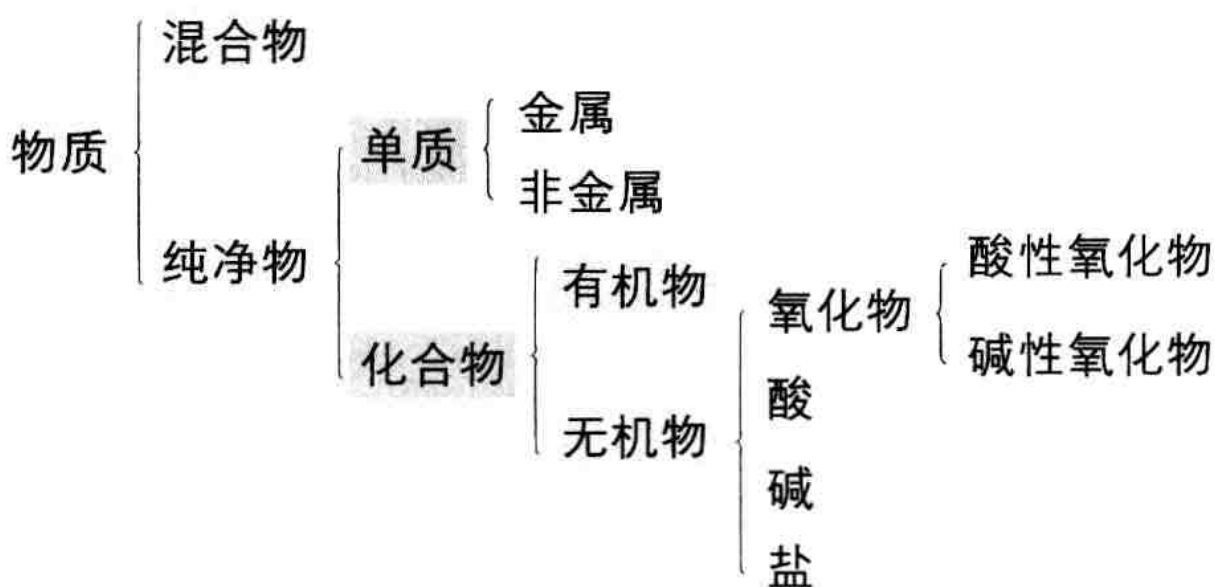 混合物
物质
纯净物
单质
金属
非金属
化合物
有机物
无机物
氧化物
酸性氧化物
碱性氧化物
酸
碱
盐